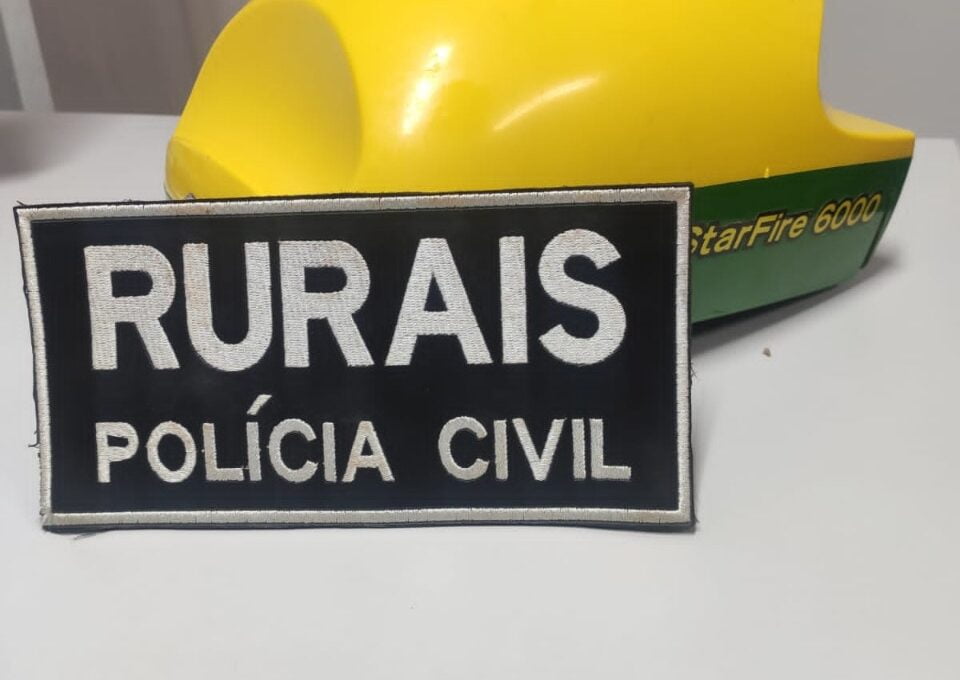 RURAIS
POLÍCIA CIVIL
StarFire 6000